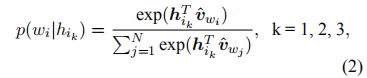 p(w_i|h_{i_k}) = \frac{\exp(\boldsymbol{h}_{i_k}^T \hat{\boldsymbol{v}}_{w_i})}{\sum_{j=1}^{N} \exp(\boldsymbol{h}_{i_k}^T \hat{\boldsymbol{v}}_{w_j})}, k = 1, 2, 3,
(2)